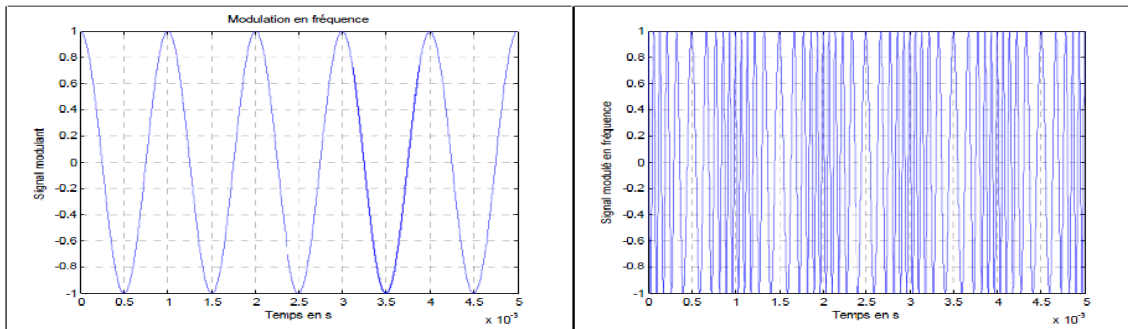 Modulation en fréquence
Signal modulant
1
0.8
0.6
0.4
0.2
0
-0.2
-0.4
-0.6
-0.8
-1
0 0.5 1 1.5 2 2.5 3 3.5 4 4.5 5
Temps en s
x 10⁻³
Signal modulé en fréquence
1
0.8
0.6
0.4
0.2
0
-0.2
-0.4
-0.6
-0.8
-1
0 0.5 1 1.5 2 2.5 3 3.5 4 4.5 5
Temps en s
x 10⁻³